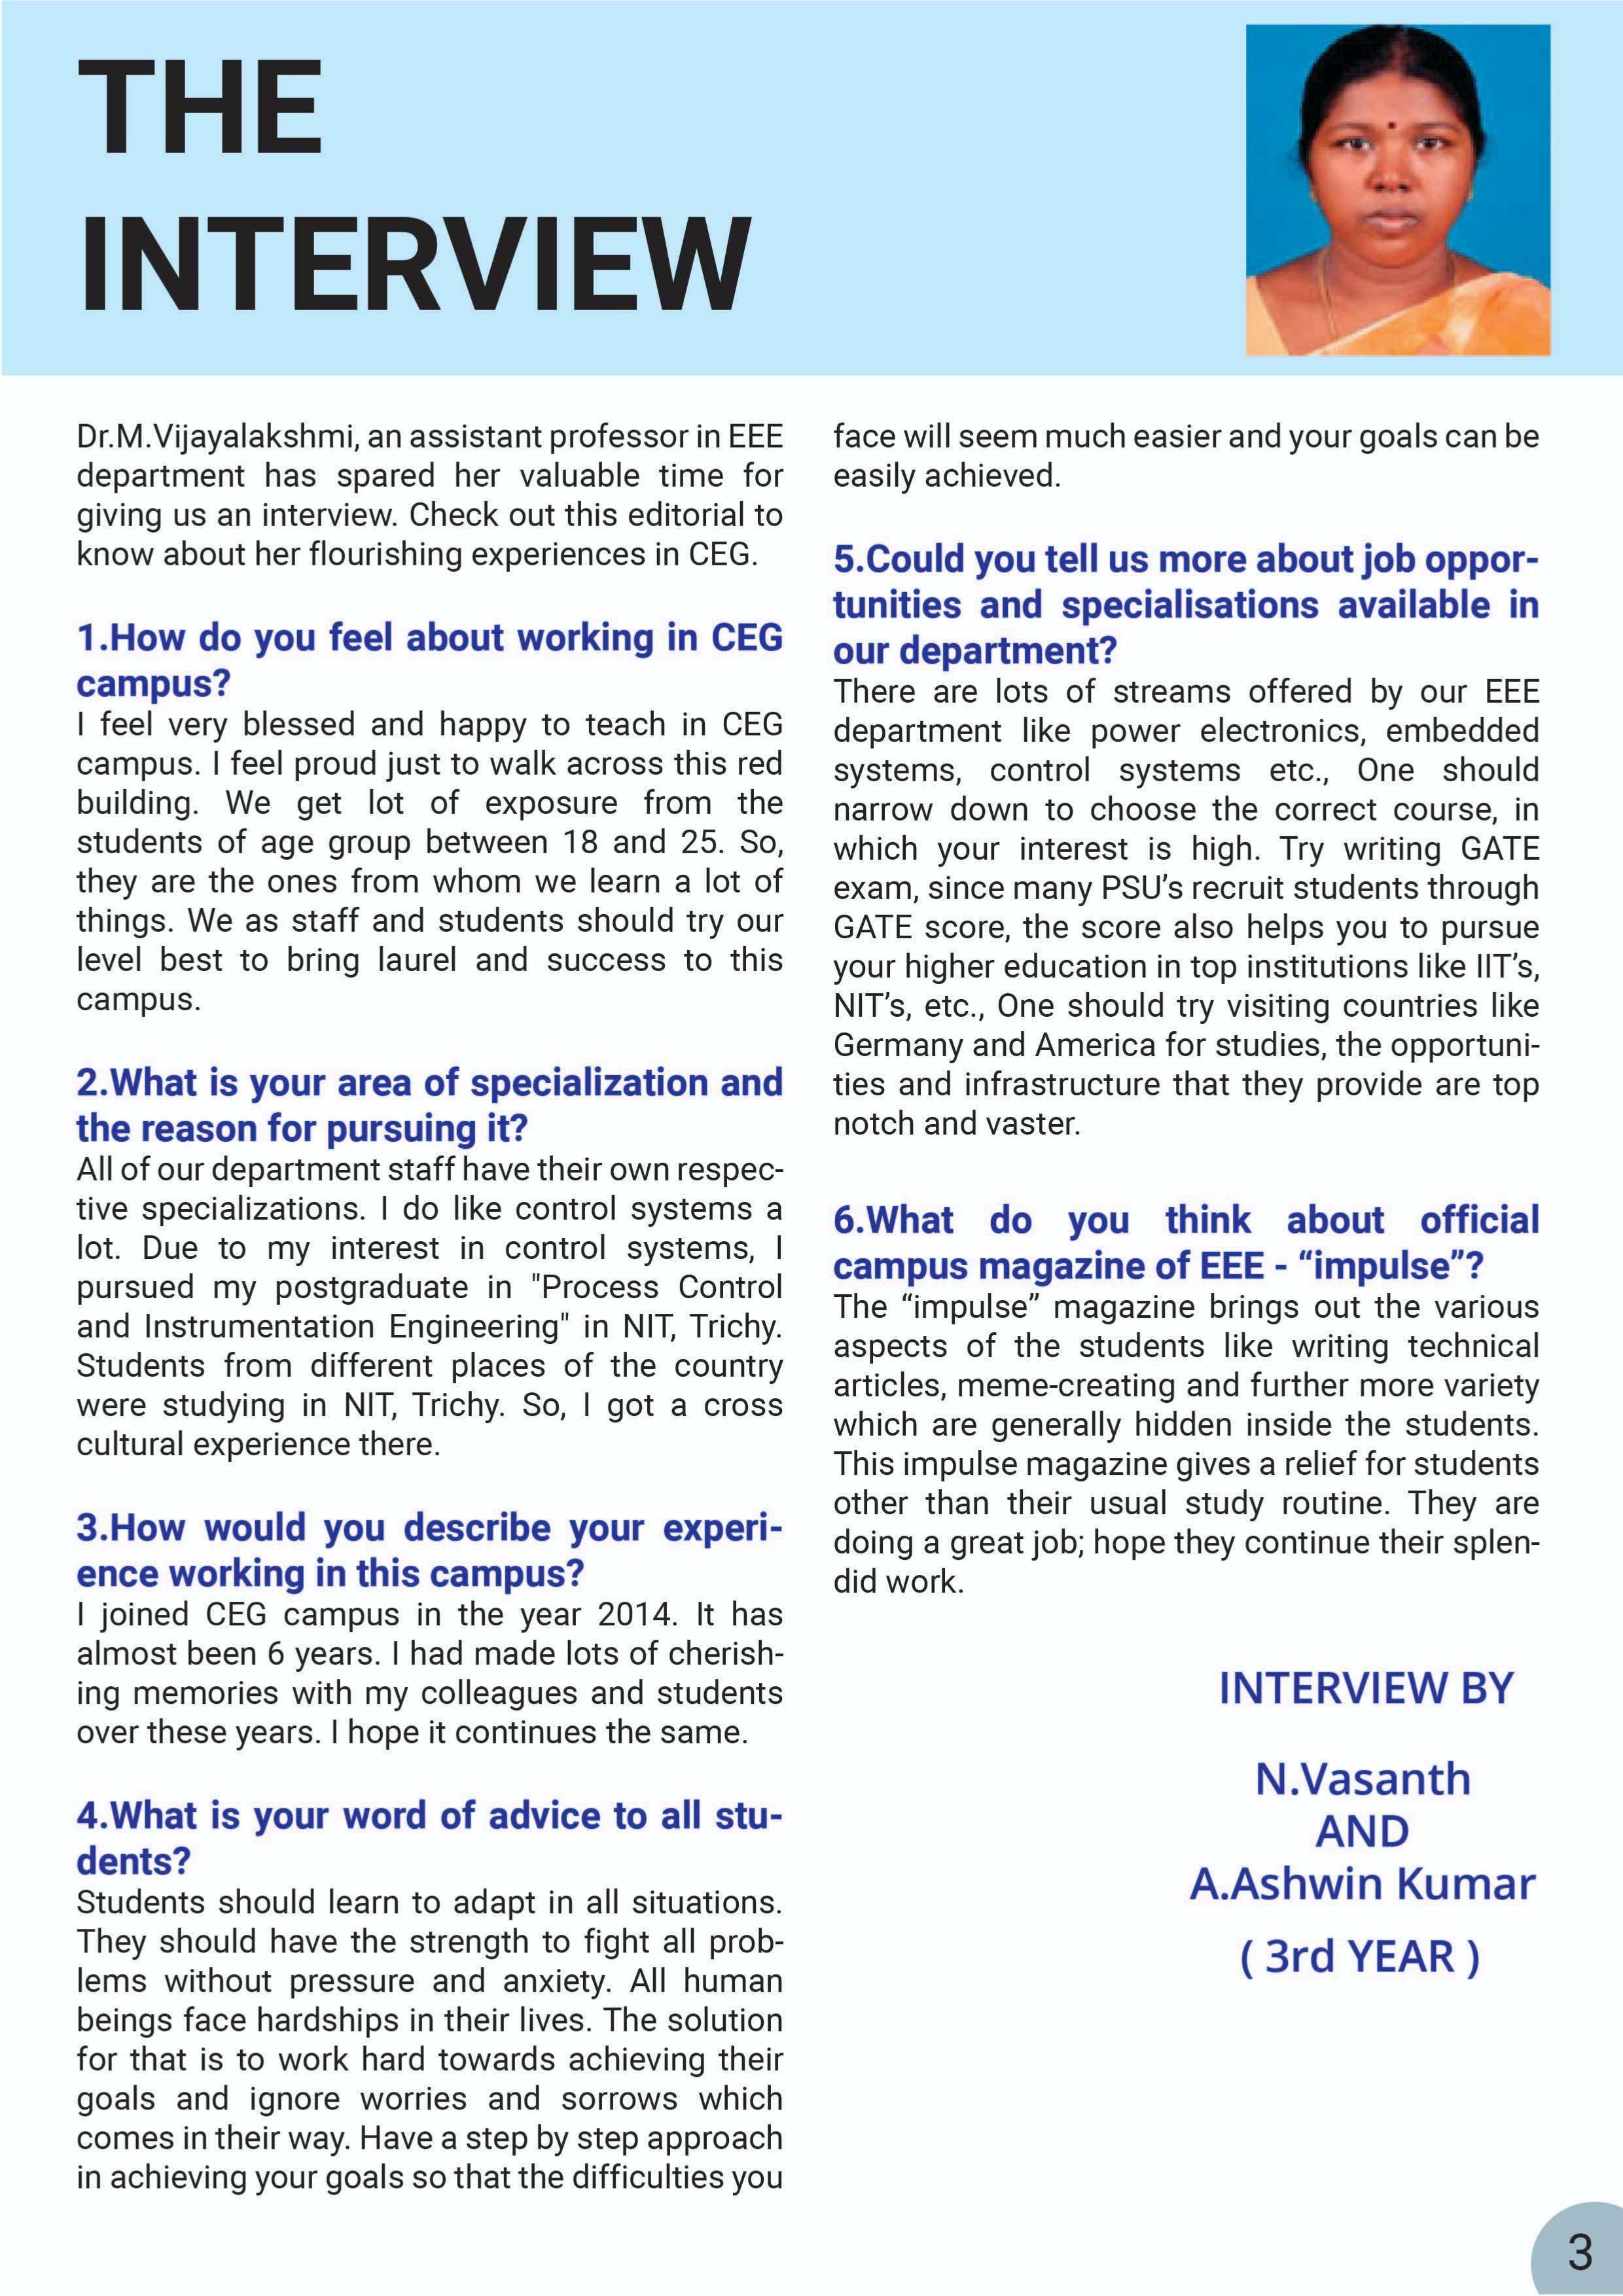 THE
INTERVIEW
Dr.M.Vijayalakshmi, an assistant professor in EEE
department has spared her valuable time for
giving us an interview. Check out this editorial to
know about her flourishing experiences in CEG.
1.How do you feel about working in CEG
campus?
I feel very blessed and happy to teach in CEG
campus. I feel proud just to walk across this red
building. We get lot of exposure from the
students of age group between 18 and 25. So,
they are the ones from whom we learn a lot of
things. We as staff and students should try our
level best to bring laurel and success to this
campus.
2.What is your area of specialization and
the reason for pursuing it?
All of our department staff have their own respec-
tive specializations. I do like control systems a
lot. Due to my interest in control systems, I
pursued my postgraduate in "Process Control
and Instrumentation Engineering" in NIT, Trichy.
Students from different places of the country
were studying in NIT, Trichy. So, I got a cross
cultural experience there.
3.How would you describe your experi-
ence working in this campus?
I joined CEG campus in the year 2014. It has
almost been 6 years. I had made lots of cherish-
ing memories with my colleagues and students
over these years. I hope it continues the same.
4.What is your word of advice to all stu-
dents?
Students should learn to adapt in all situations.
They should have the strength to fight all prob-
lems without pressure and anxiety. All human
beings face hardships in their lives. The solution
for that is to work hard towards achieving their
goals and ignore worries and sorrows which
comes in their way. Have a step by step approach
in achieving your goals so that the difficulties you
face will seem much easier and your goals can be
easily achieved.
5.Could you tell us more about job oppor-
tunities and specialisations available in
our department?
There are lots of streams offered by our EEE
department like power electronics, embedded
systems, control systems etc., One should
narrow down to choose the correct course, in
which your interest is high. Try writing GATE
exam, since many PSU’s recruit students through
GATE score, the score also helps you to pursue
your higher education in top institutions like IIT’s,
NIT’s, etc., One should try visiting countries like
Germany and America for studies, the opportuni-
ties and infrastructure that they provide are top
notch and vaster.
6.What do you think about official
campus magazine of EEE - “impulse”?
The “impulse” magazine brings out the various
aspects of the students like writing technical
articles, meme-creating and further more variety
which are generally hidden inside the students.
This impulse magazine gives a relief for students
other than their usual study routine. They are
doing a great job; hope they continue their splen-
did work.
INTERVIEW BY
N.Vasanth
AND
A.Ashwin Kumar
( 3rd YEAR )
3